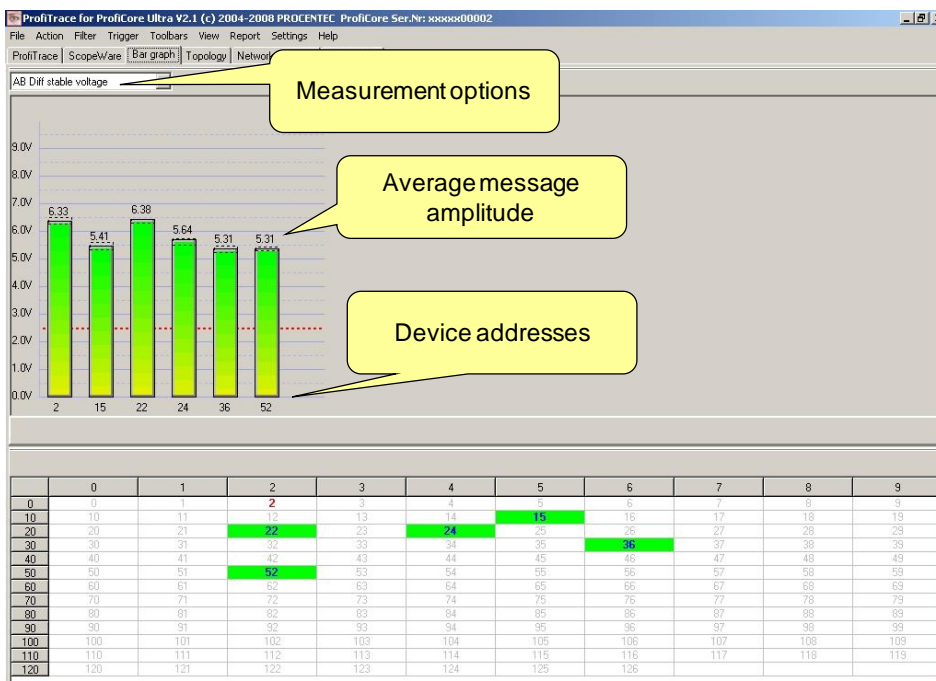 ProfiTrace for ProfiCore Ultra V2.1 (c) 2004-2008 PROCENTEC ProfiCore Ser.Nr: xxxxx00002
File Action Filter Trigger Toolbars View Report Settings Help
ProfiTrace ScopeWare Bar graph Topology Network
AB Diff stable voltage
Measurement options
9.0V
8.0V
Average message
amplitude
7.0V
6.33 5.41 6.38 5.64 5.31 5.31
6.0V
5.0V
4.0V
3.0V
Device addresses
2.0V
1.0V
0.0V
2 15 22 24 36 52
0 1 2 3 4 5 6 7 8 9
0 0 1 2 3 4 5 6 7 8 9
10 10 11 12 13 14 15 16 17 18 19
20 20 21 22 23 24 25 26 27 28 29
30 30 31 32 33 34 35 36 37 38 39
40 40 41 42 43 44 45 46 47 48 49
50 50 51 52 53 54 55 56 57 58 59
60 60 61 62 63 64 65 66 67 68 69
70 70 71 72 73 74 75 76 77 78 79
80 80 81 82 83 84 85 86 87 88 89
90 90 91 92 93 94 95 96 97 98 99
100 100 101 102 103 104 105 106 107 108 109
110 110 111 112 113 114 115 116 117 118 119
120 120 121 122 123 124 125 126